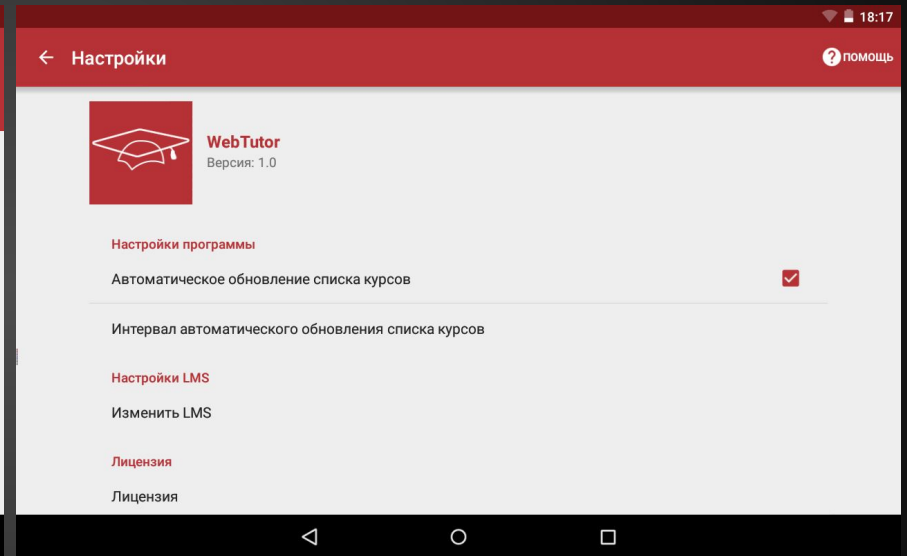 18:17
Настройки
? помощь
WebTutor
Версия: 1.0
Настройки программы
Автоматическое обновление списка курсов
Интервал автоматического обновления списка курсов
Настройки LMS
Изменить LMS
Лицензия
Лицензия